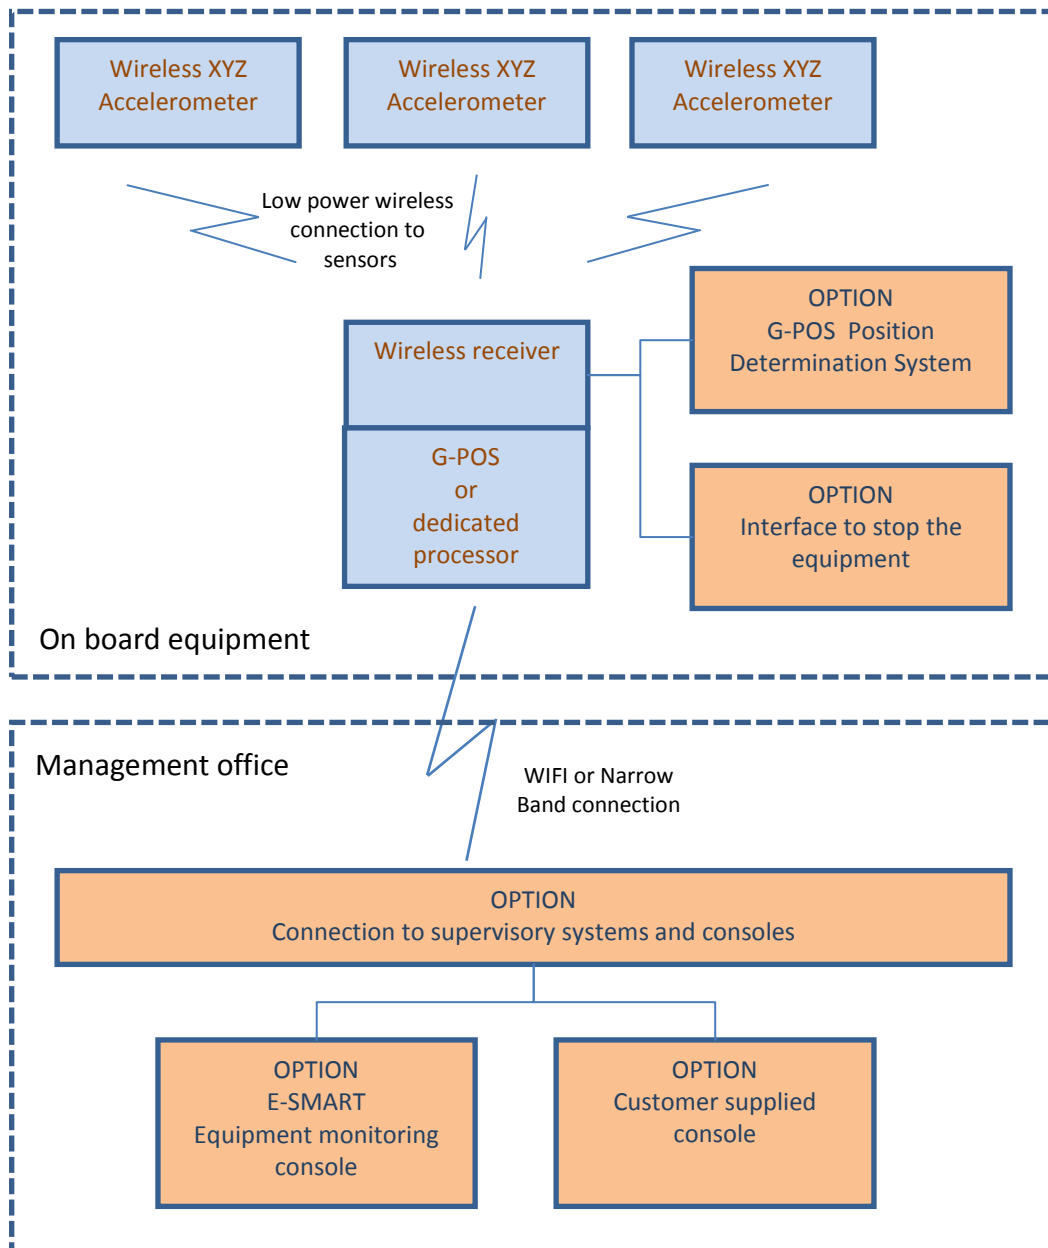 Wireless XYZ
Accelerometer
Wireless XYZ
Accelerometer
Wireless XYZ
Accelerometer
Low power wireless
connection to
sensors
OPTION
G-POS  Position
Determination System
Wireless receiver
G-POS
or
dedicated
processor
OPTION
Interface to stop the
equipment
On board equipment
Management office
WIFI or Narrow
Band connection
OPTION
Connection to supervisory systems and consoles
OPTION
E-SMART
Equipment monitoring
console
OPTION
Customer supplied
console